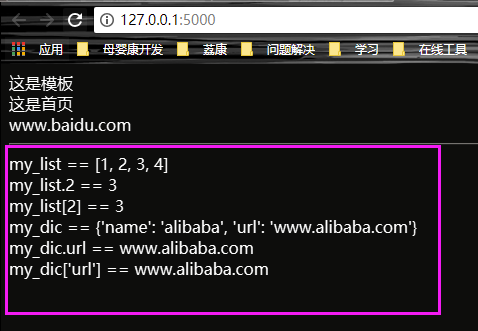 127.0.0.1:5000
应用 母婴康开发 荔康 问题解决 学习 在线工具
这是模板
这是首页
www.baidu.com
my_list == [1, 2, 3, 4]
my_list.2 == 3
my_list[2] == 3
my_dic == {'name': 'alibaba', 'url': 'www.alibaba.com'}
my_dic.url == www.alibaba.com
my_dic['url'] == www.alibaba.com